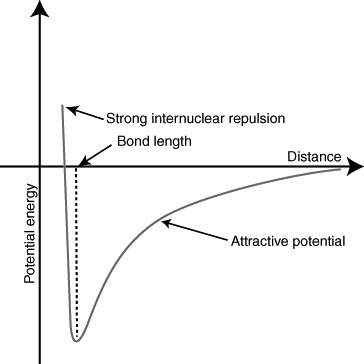 Strong internuclear repulsion
Bond length
Distance
Potential energy
Attractive potential